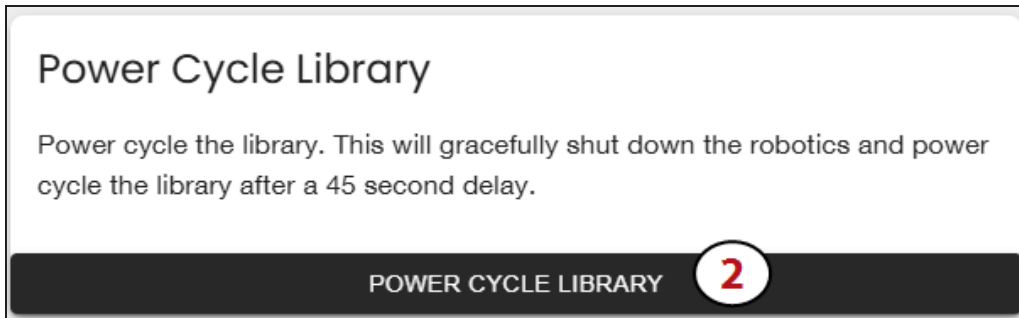 Power Cycle Library
Power cycle the library. This will gracefully shut down the robotics and power
cycle the library after a 45 second delay.
POWER CYCLE LIBRARY 2